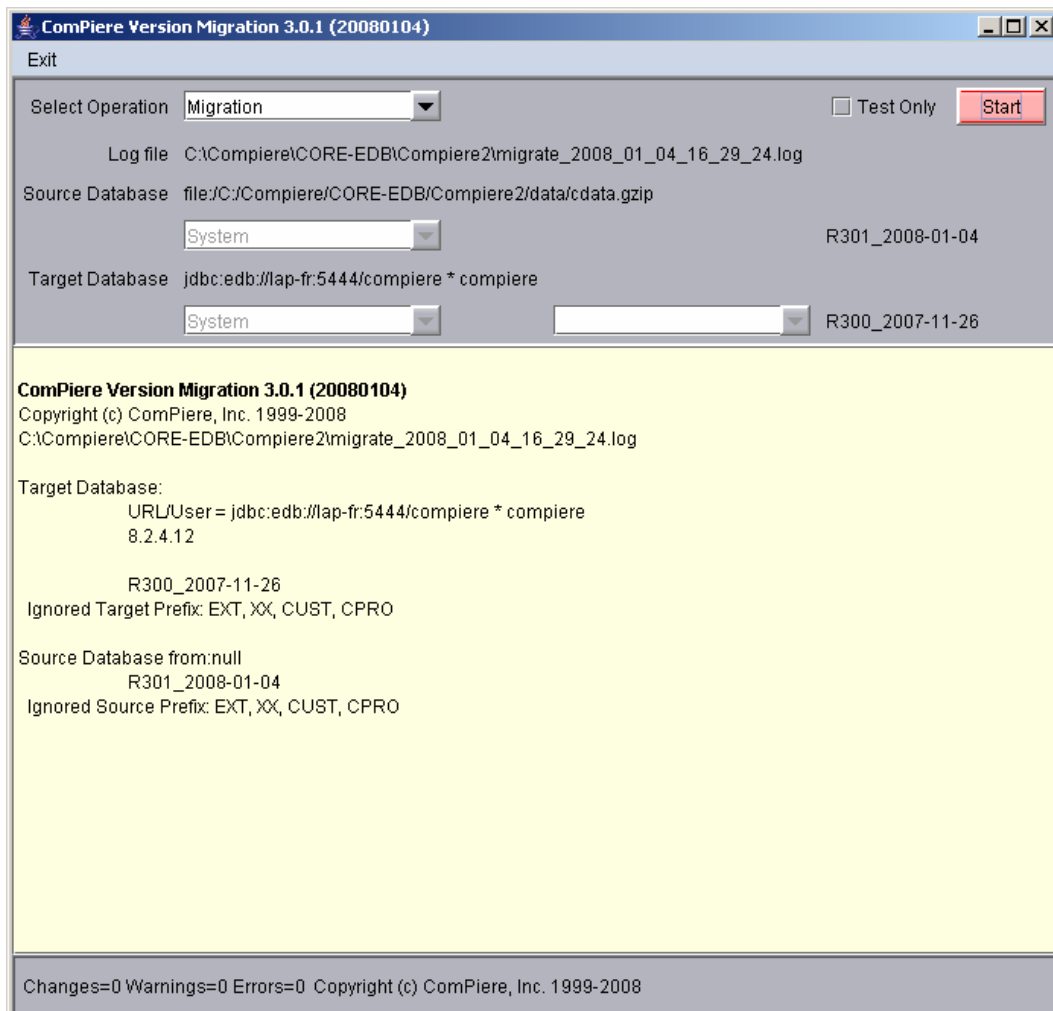 ComPiere Version Migration 3.0.1 (20080104)
Exit
Select Operation Migration Test Only Start
Log file C:\Compiere\CORE-EDB\Compiere2\migrate_2008_01_04_16_29_24.log
Source Database file:/C:/Compiere/CORE-EDB/Compiere2/data/cdata.gzip
System R301_2008-01-04
Target Database jdbc:edb://lap-fr:5444/compiere * compiere
System R300_2007-11-26
ComPiere Version Migration 3.0.1 (20080104)
Copyright (c) ComPiere, Inc. 1999-2008
C:\Compiere\CORE-EDB\Compiere2\migrate_2008_01_04_16_29_24.log
Target Database:
URL/User = jdbc:edb://lap-fr:5444/compiere * compiere
8.2.4.12
R300_2007-11-26
Ignored Target Prefix: EXT, XX, CUST, CPRO
Source Database from:null
R301_2008-01-04
Ignored Source Prefix: EXT, XX, CUST, CPRO
Changes=0 Warnings=0 Errors=0 Copyright (c) ComPiere, Inc. 1999-2008